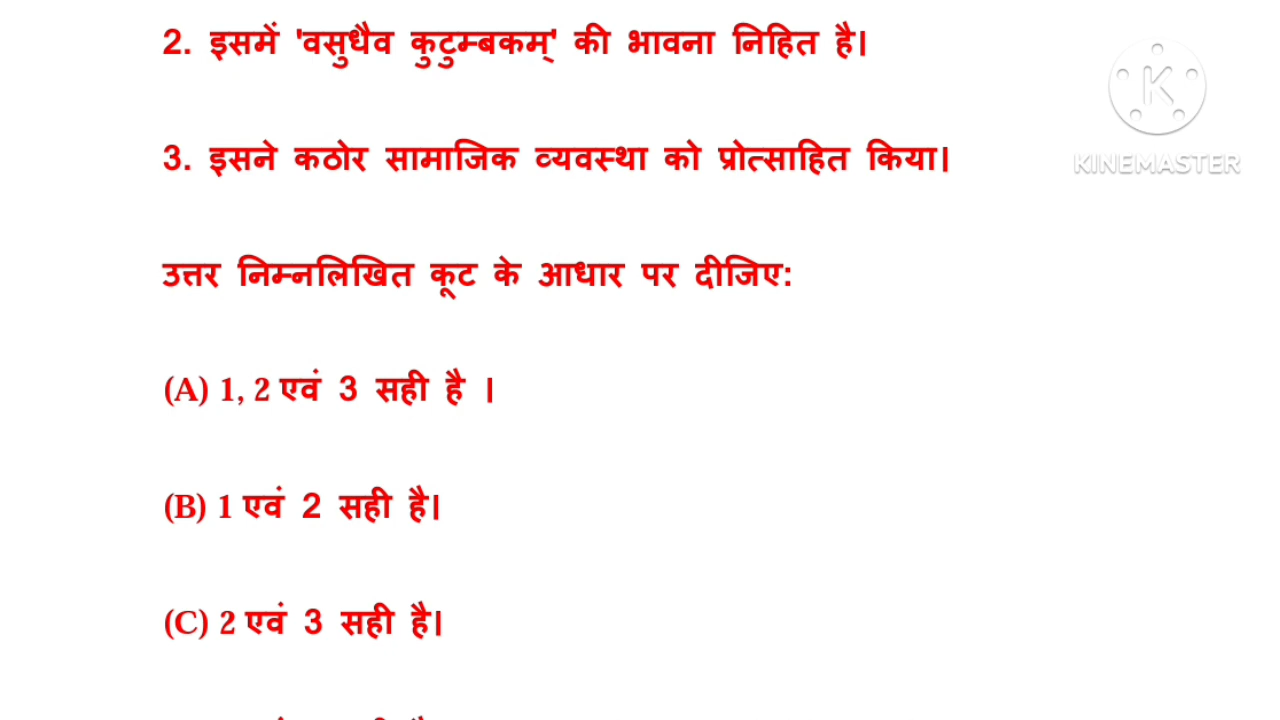 2. इसमें 'वसुधैव कुटुम्बकम्' की भावना निहित है।
K
KINEMASTER
3. इसने कठोर सामाजिक व्यवस्था को प्रोत्साहित किया।
उत्तर निम्नलिखित कूट के आधार पर दीजिए:
(A) 1, 2 एवं 3 सही है ।
(B) 1 एवं 2 सही है।
(C) 2 एवं 3 सही है।